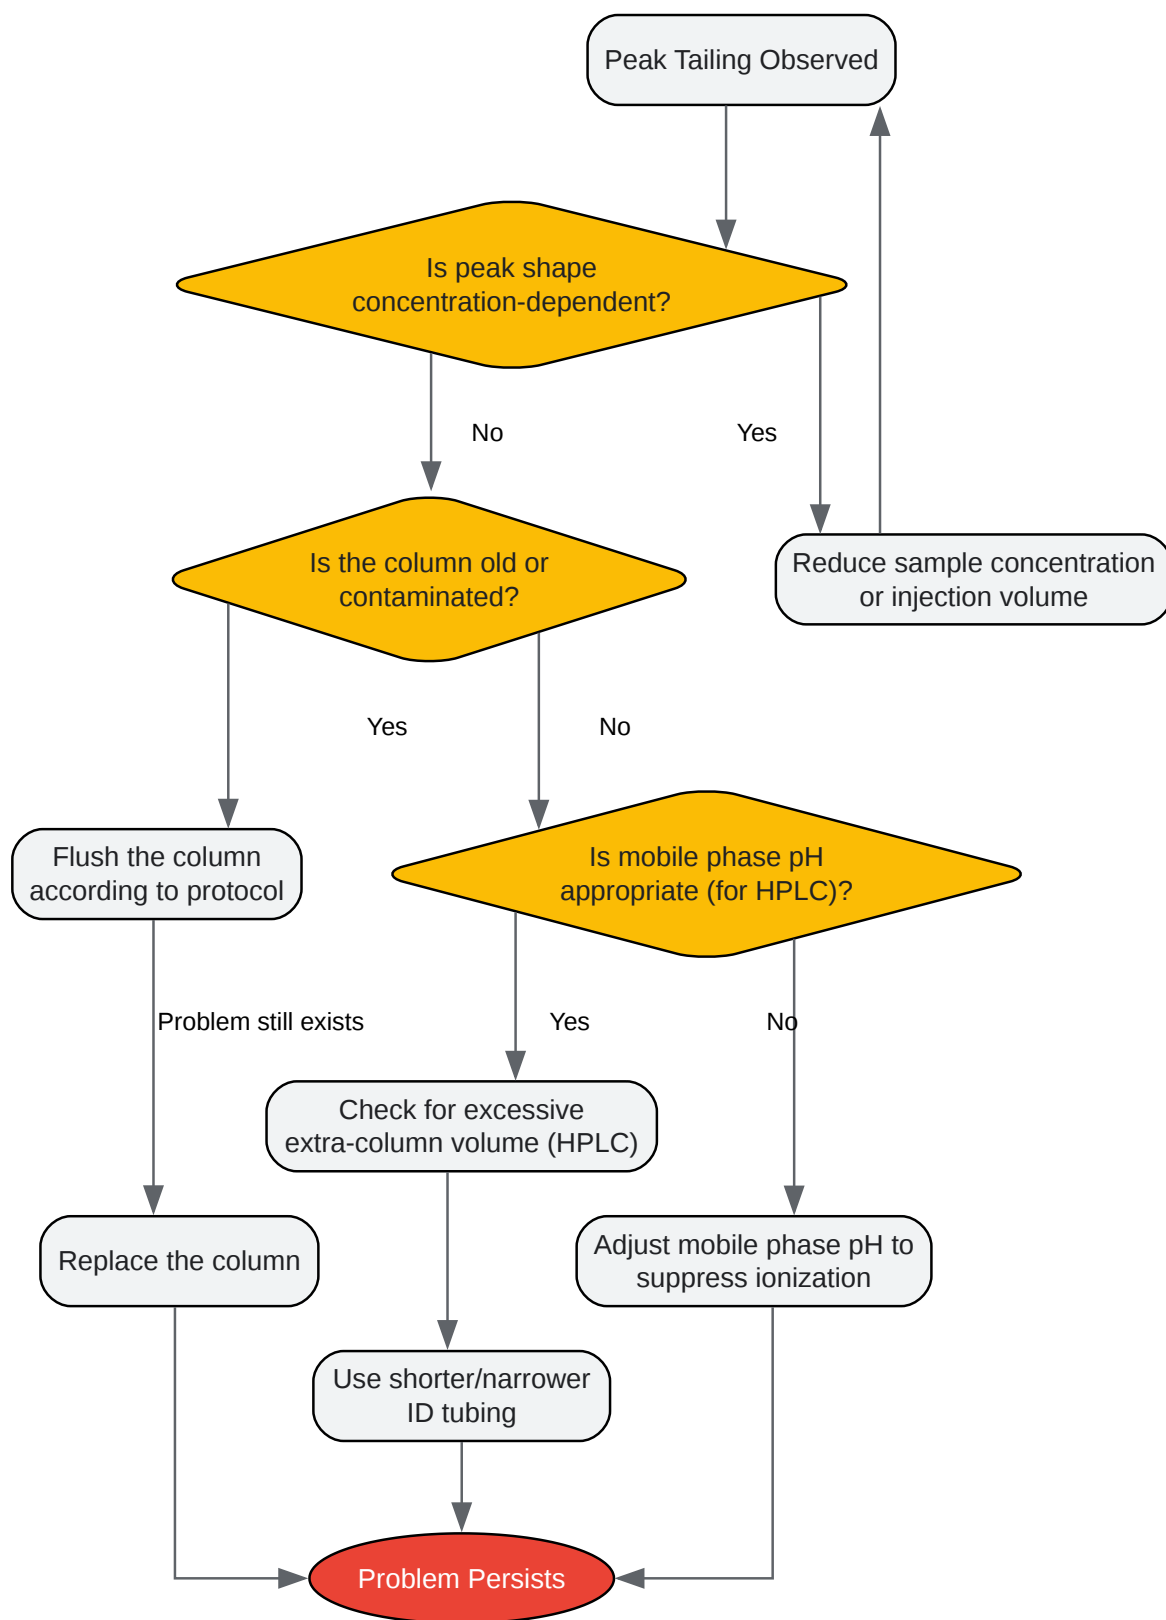 Peak Tailing Observed
Is peak shape
concentration-dependent?
No
Yes
Is the column old or
contaminated?
Reduce sample concentration
or injection volume
Yes
No
Flush the column
according to protocol
Is mobile phase pH
appropriate (for HPLC)?
Problem still exists
Yes
No
Check for excessive
extra-column volume (HPLC)
Replace the column
Adjust mobile phase pH to
suppress ionization
Use shorter/narrower
ID tubing
Problem Persists